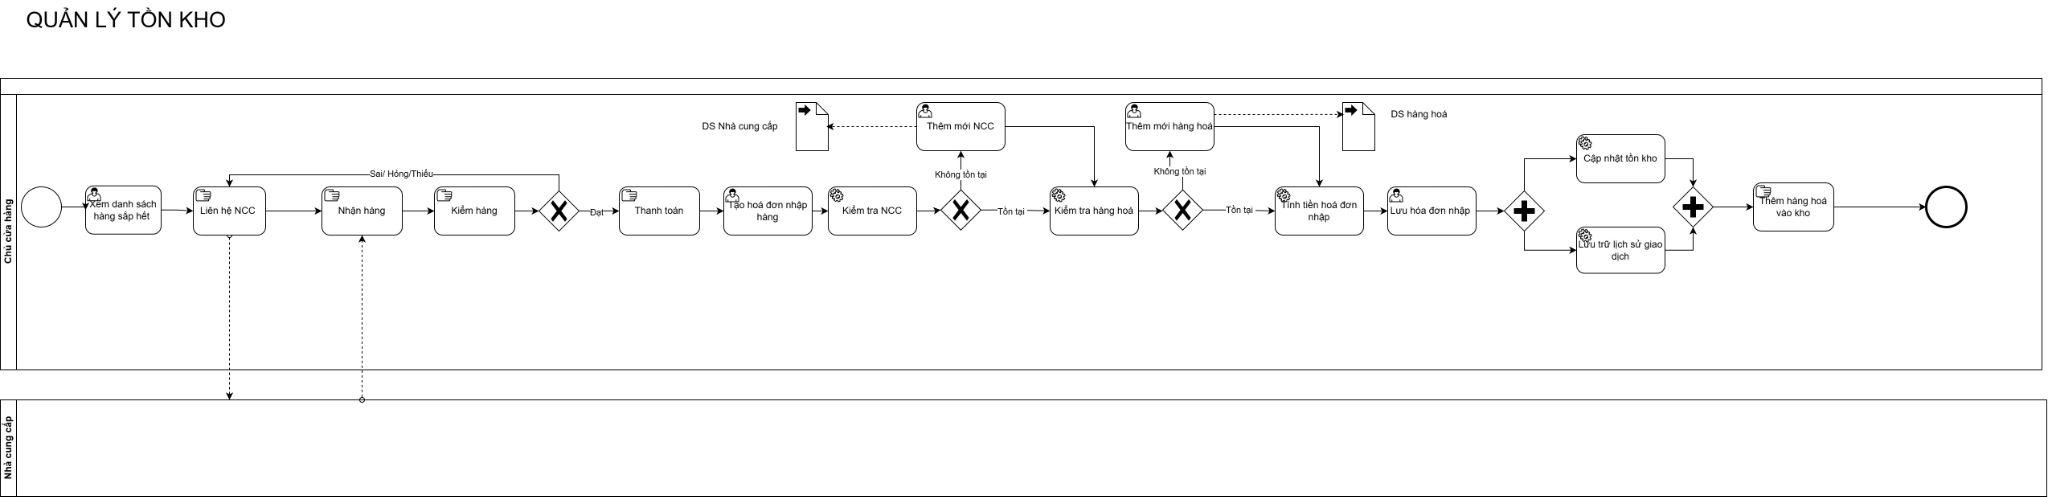 QUẢN LÝ TỒN KHO
Chủ cửa hàng
Xem danh sách
hàng sắp hết
Liên hệ NCC
Sai/ Hỏng/Thiếu
Nhận hàng
Kiểm hàng
Đạt
Thanh toán
Tạo hoá đơn nhập
hàng
Kiểm tra NCC
DS Nhà cung cấp
Thêm mới NCC
Không tồn tại
Tồn tại
Kiểm tra hàng hoá
Thêm mới hàng hoá
DS hàng hoá
Không tồn tại
Tồn tại
Tính tiền hoá đơn
nhập
Lưu hóa đơn nhập
Cập nhật tồn kho
Lưu trữ lịch sử giao
dịch
Thêm hàng hoá
vào kho
Nhà cung cấp